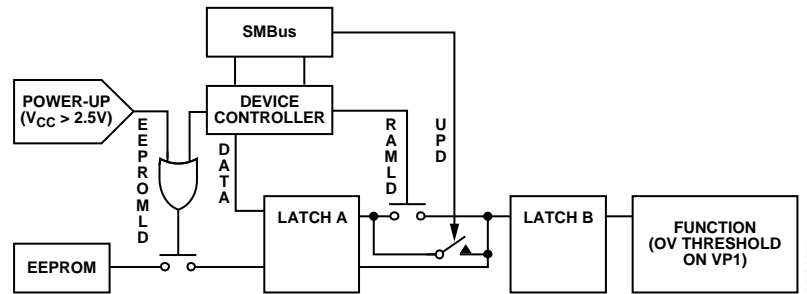 SMBus
POWER-UP
(VCC > 2.5V)
DEVICE
CONTROLLER
EEPROMLD
DATA
RAMLD
UPD
LATCH A
LATCH B
FUNCTION
(OV THRESHOLD
ON VP1)
EEPROM